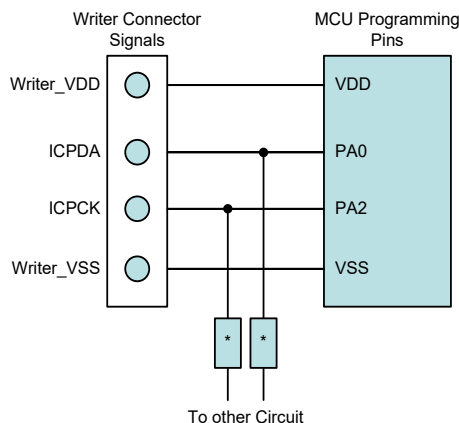 Writer Connector
Signals
MCU Programming
Pins
Writer_VDD
VDD
ICPDA
PA0
ICPCK
PA2
Writer_VSS
VSS
*
*
To other Circuit